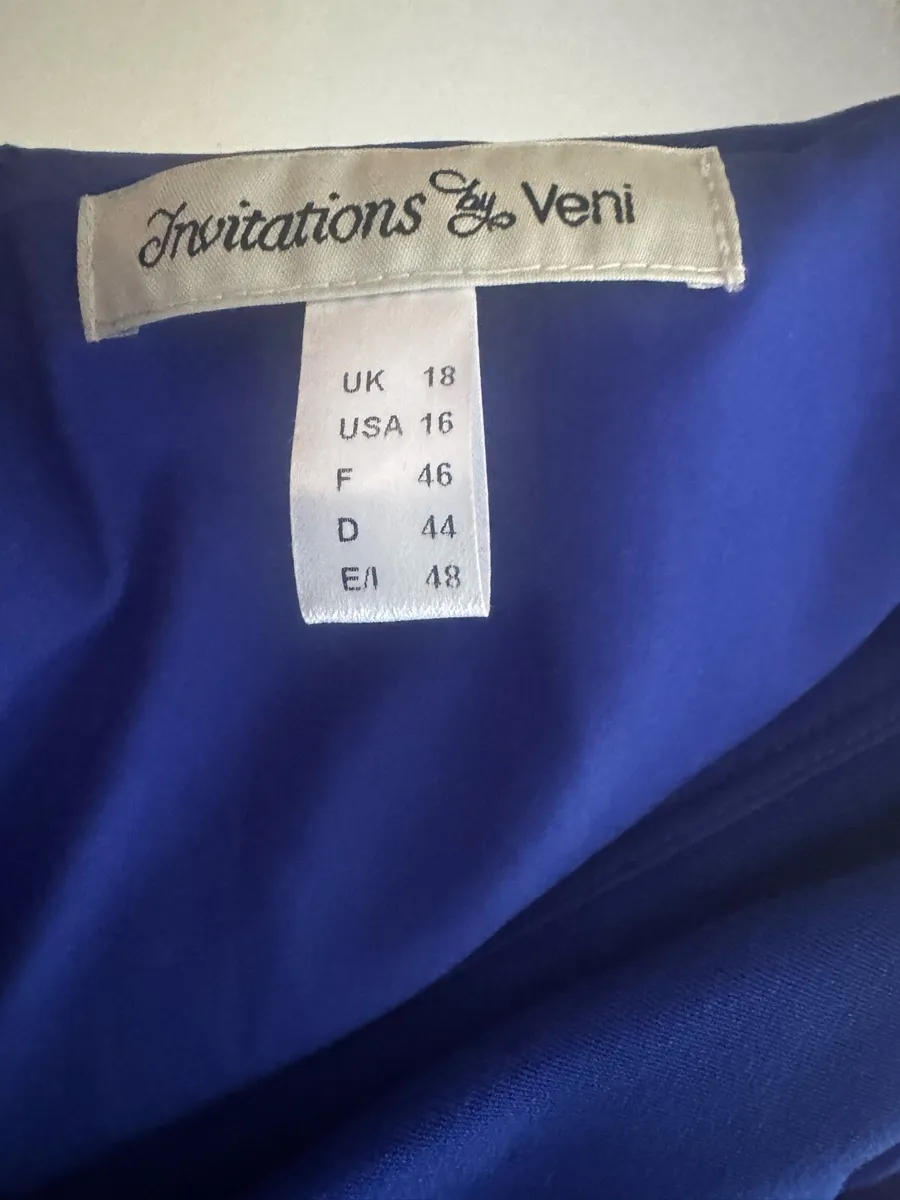 Invitations by Veni
UK 18
USA 16
F 46
D 44
E/I 48